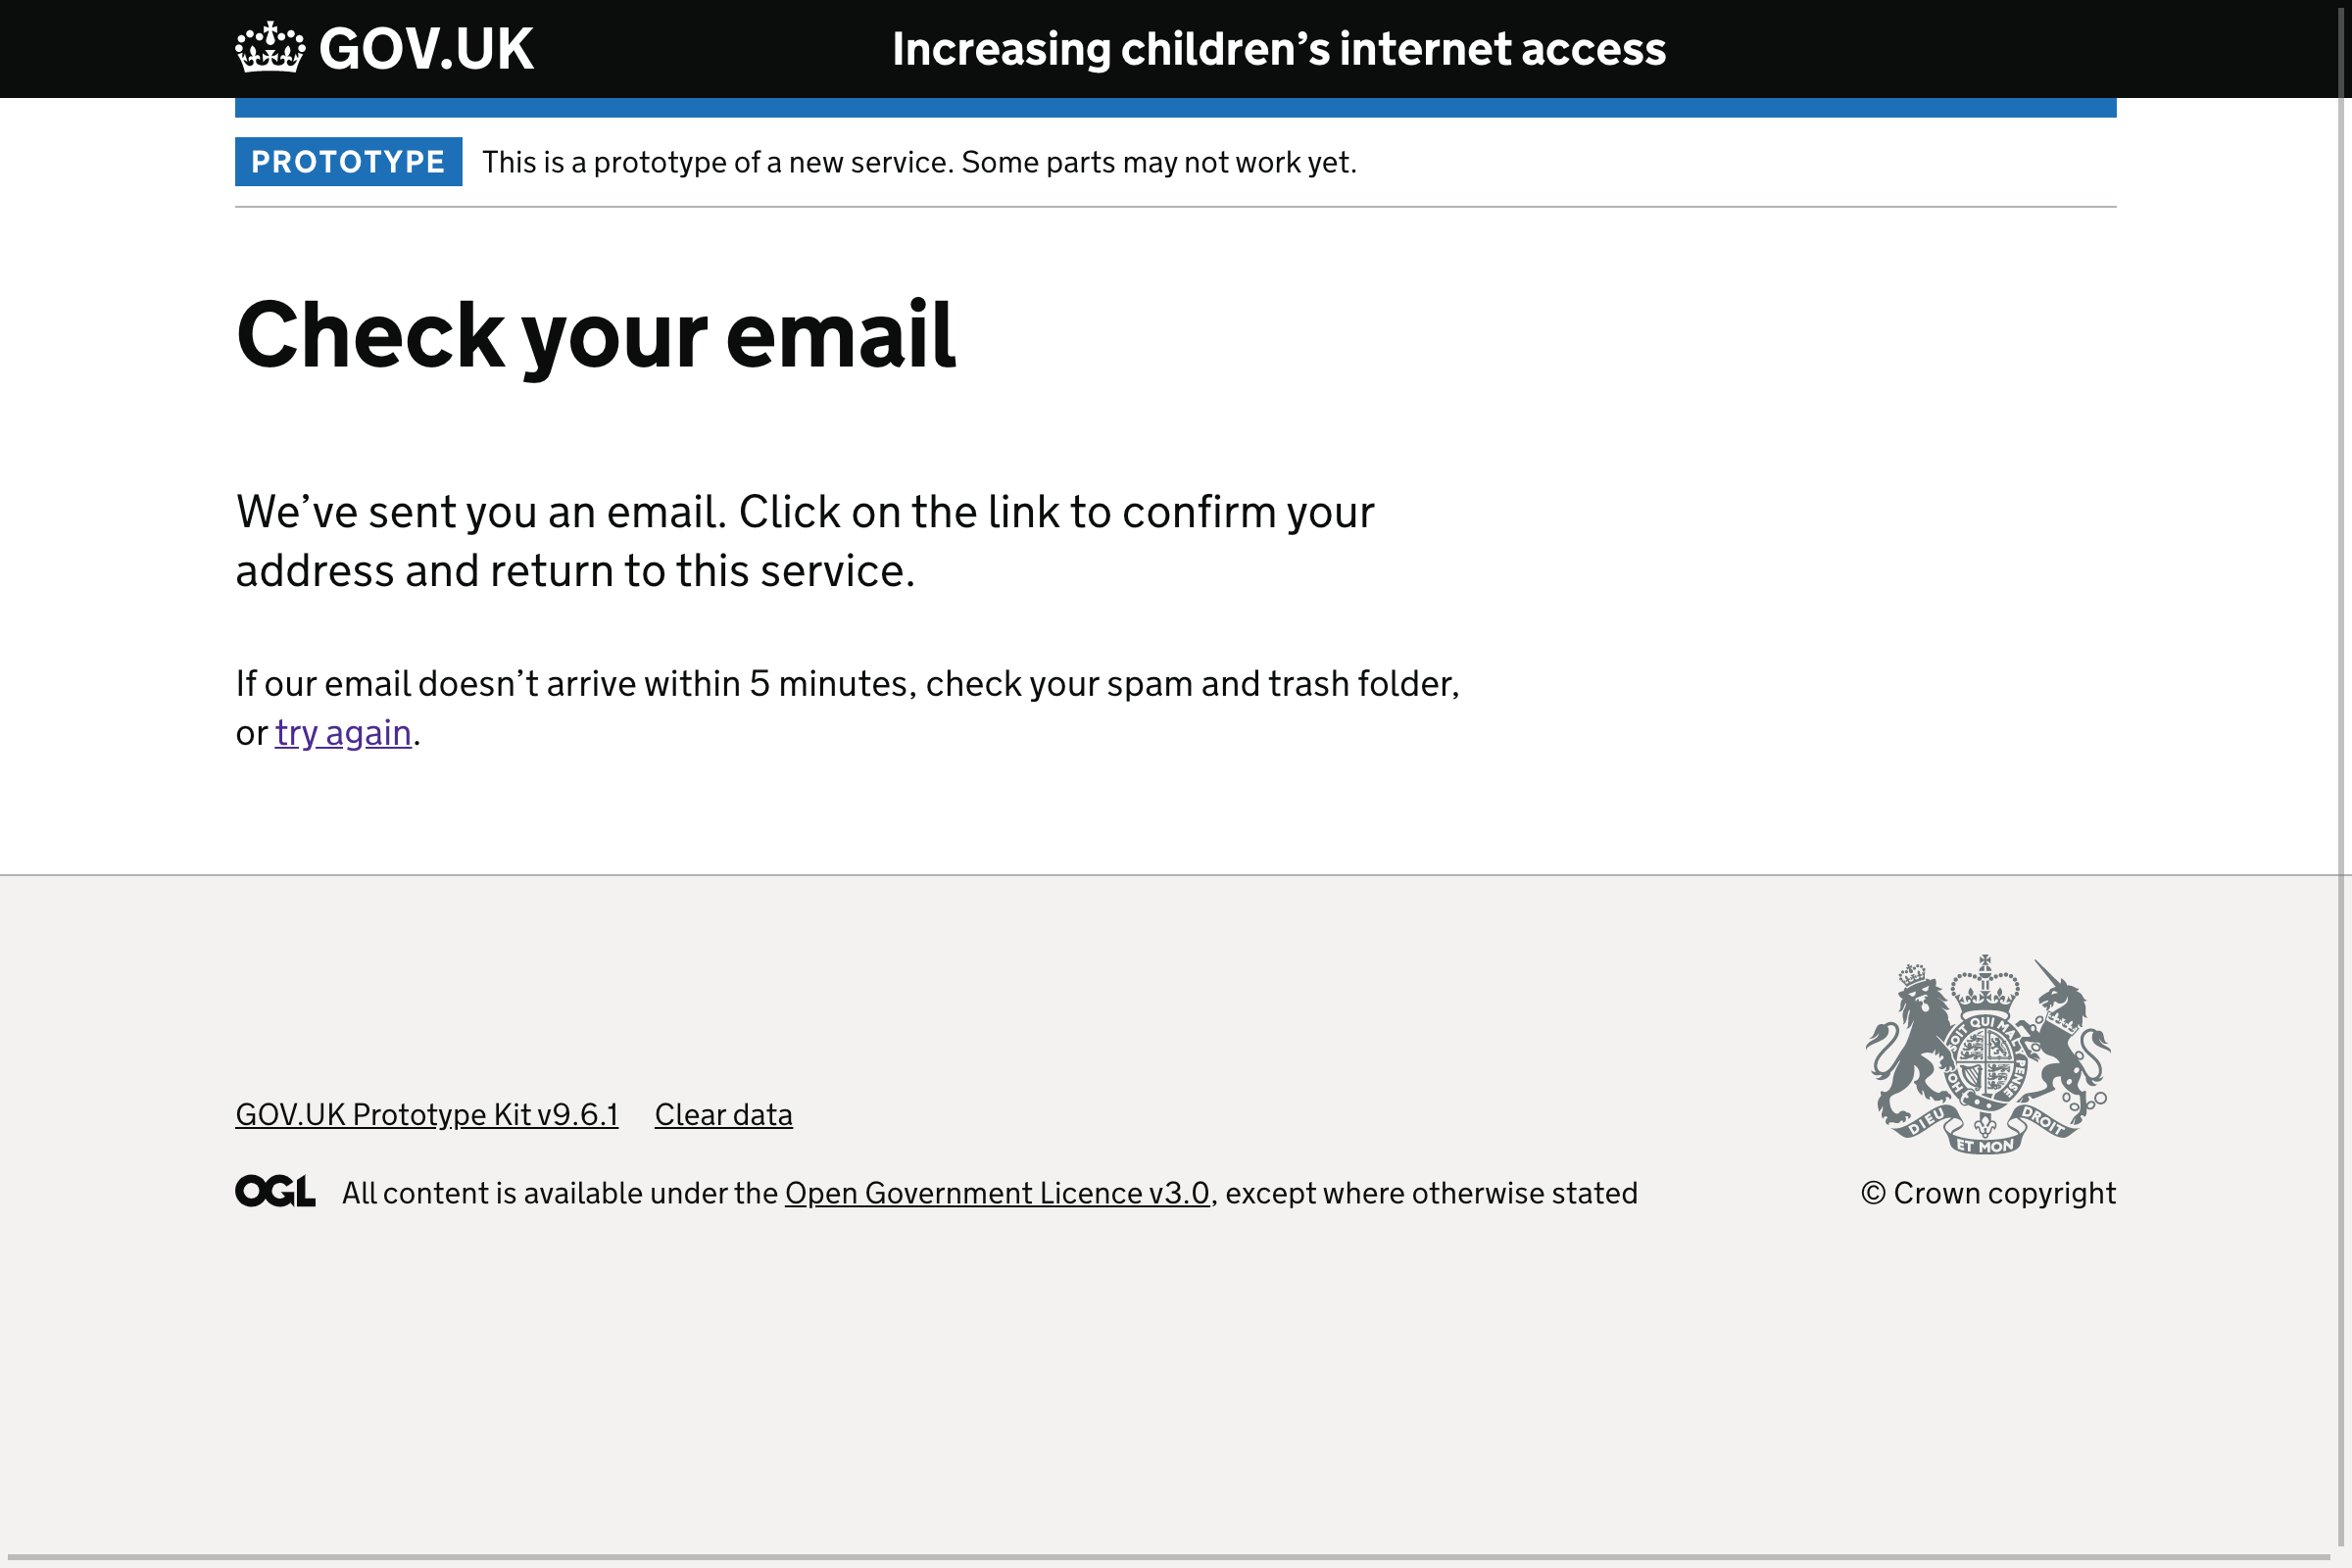 GOV.UK
Increasing children’s internet access
PROTOTYPE This is a prototype of a new service. Some parts may not work yet.
Check your email
We’ve sent you an email. Click on the link to confirm your
address and return to this service.
If our email doesn’t arrive within 5 minutes, check your spam and trash folder,
or try again.
GOV.UK Prototype Kit v9.6.1 Clear data
OGL All content is available under the Open Government Licence v3.0, except where otherwise stated
HONI SOIT QUI MAL Y PENSE
DIEU ET MON DROIT
© Crown copyright